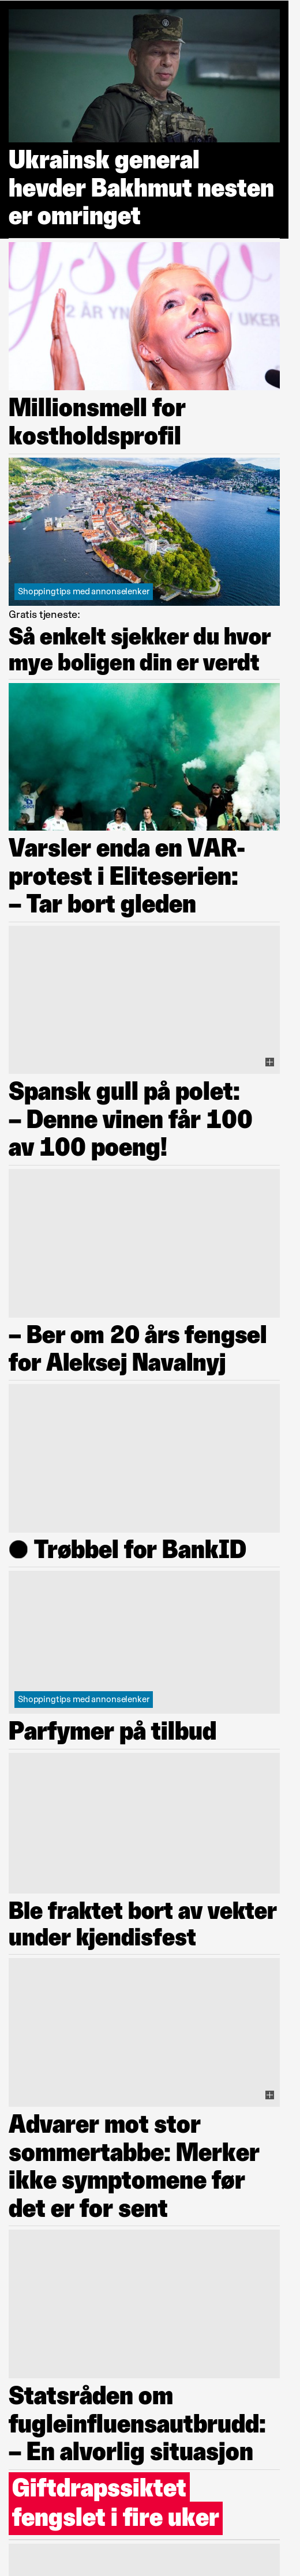 Ukrainsk general
hevder Bakhmut nesten
er omringet
2 ÅR YN
UKER
Millionsmell for
kostholdsprofil
Shoppingtips med annonselenker
Gratis tjeneste:
Så enkelt sjekker du hvor
mye boligen din er verdt
Varsler enda en VAR-
protest i Eliteserien:
– Tar bort gleden
Spansk gull på polet:
– Denne vinen får 100
av 100 poeng!
– Ber om 20 års fengsel
for Aleksej Navalnyj
● Trøbbel for BankID
Shoppingtips med annonselenker
Parfymer på tilbud
Ble fraktet bort av vekter
under kjendisfest
Advarer mot stor
sommertabbe: Merker
ikke symptomene før
det er for sent
Statsråden om
fugleinfluensautbrudd:
– En alvorlig situasjon
Giftdrapssiktet
fengslet i fire uker